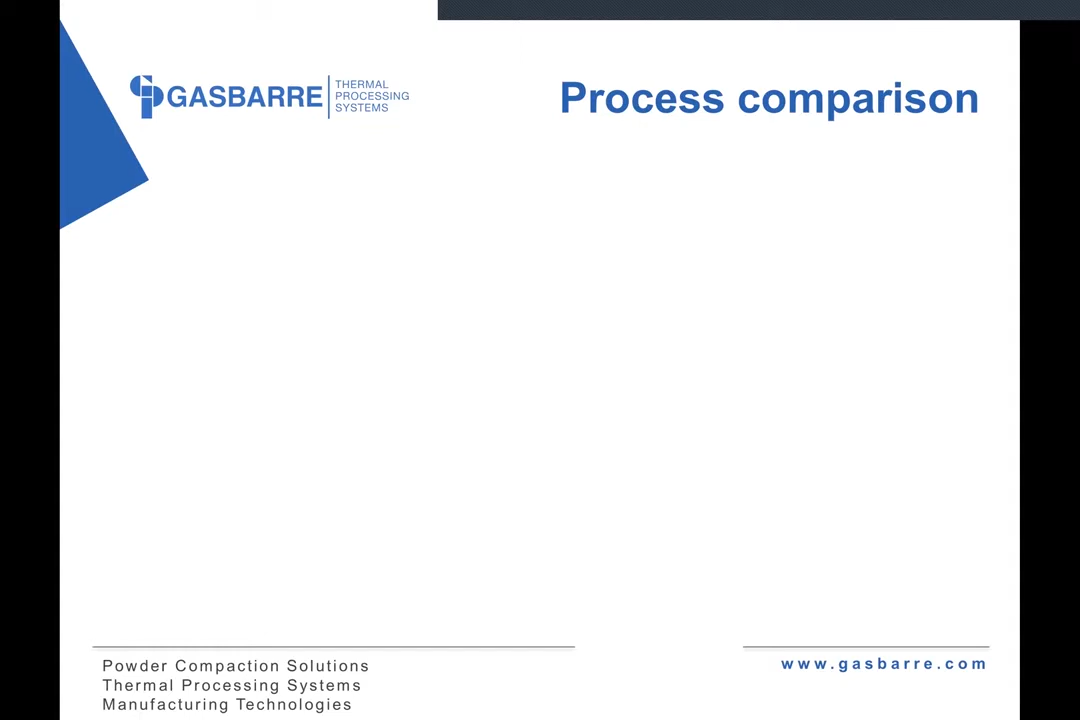 GASBARRE
THERMAL
PROCESSING
SYSTEMS
Process comparison
Powder Compaction Solutions
Thermal Processing Systems
Manufacturing Technologies
www.gasbarre.com